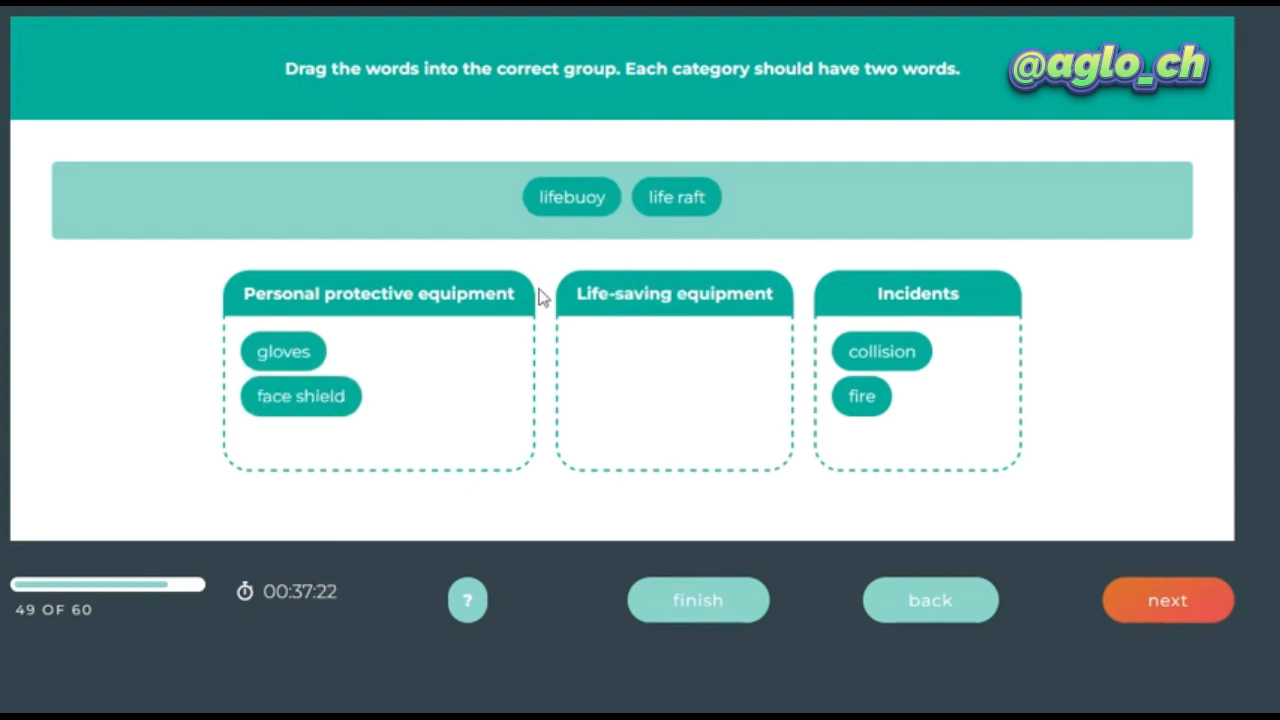 Drag the words into the correct group. Each category should have two words.
@aglo_ch
lifebuoy life raft
Personal protective equipment
gloves
face shield
Life-saving equipment
Incidents
collision
fire
49 OF 60
00:37:22
?
finish
back
next